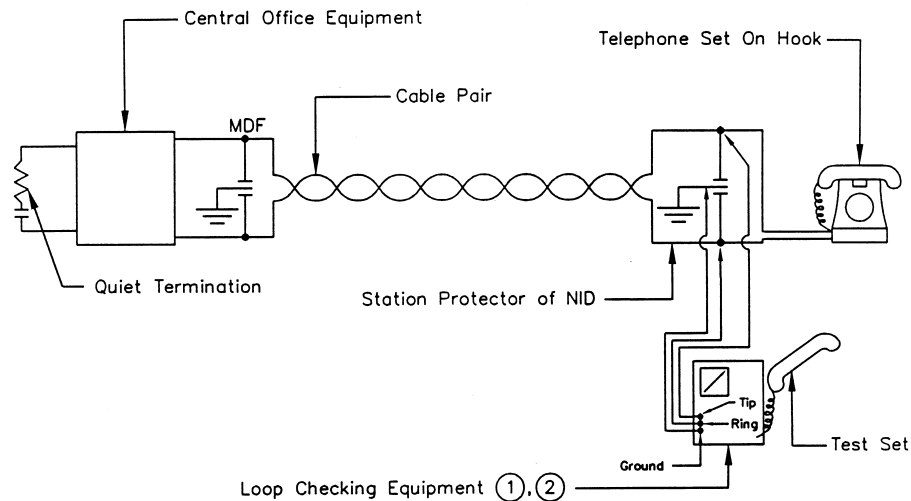 Central Office Equipment
Telephone Set On Hook
Cable Pair
MDF
Quiet Termination
Station Protector of NID
Tip
Ring
Test Set
Ground
Loop Checking Equipment 1, 2